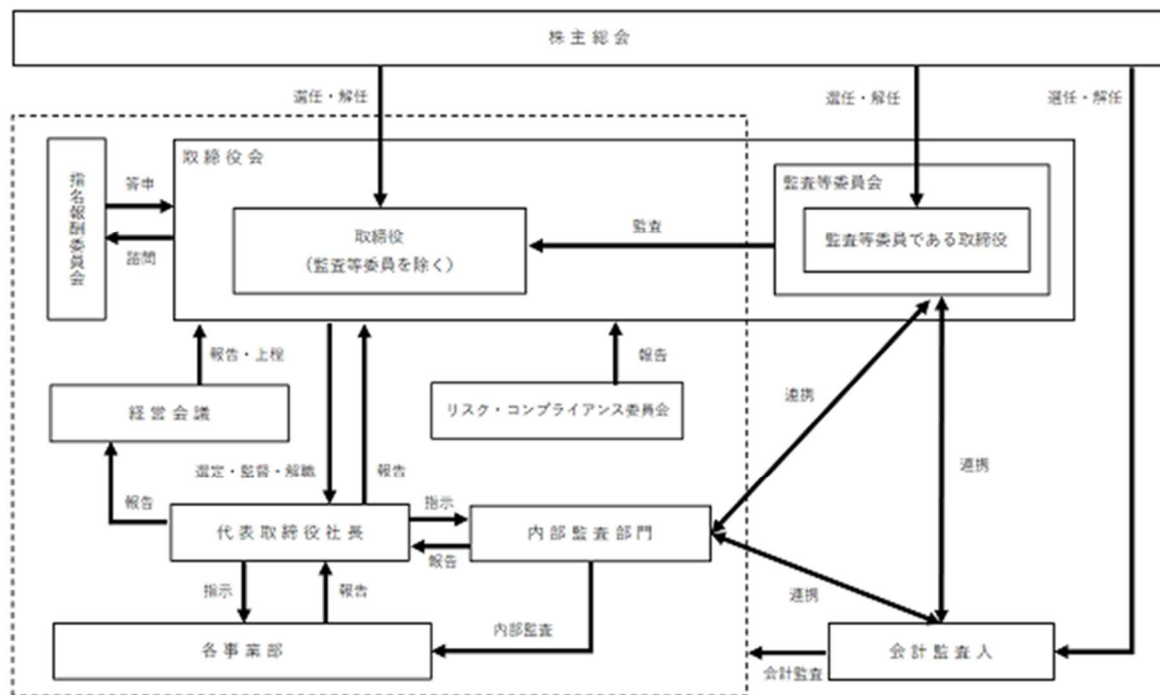 株主総会
選任・解任
選任・解任
選任・解任
取締役会
監査等委員会
指名報酬委員会
答申
諮問
取締役
（監査等委員を除く）
監査
監査等委員である取締役
報告・上程
報告
経営会議
リスク・コンプライアンス委員会
連携
選定・監督・解職
報告
連携
報告
指示
代表取締役社長
内部監査部門
報告
指示
報告
連携
内部監査
各事業部
会計監査人
会計監査